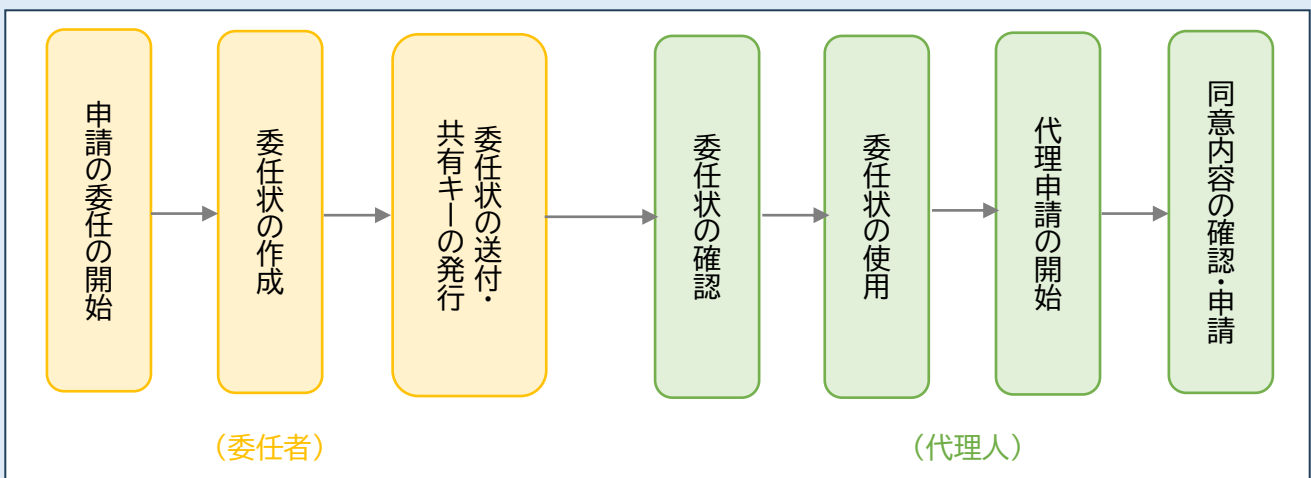 申請の委任の開始
委任状の作成
委任状の送付・
共有キーの発行
委任状の確認
委任状の使用
代理申請の開始
同意内容の確認・申請
（委任者）
（代理人）